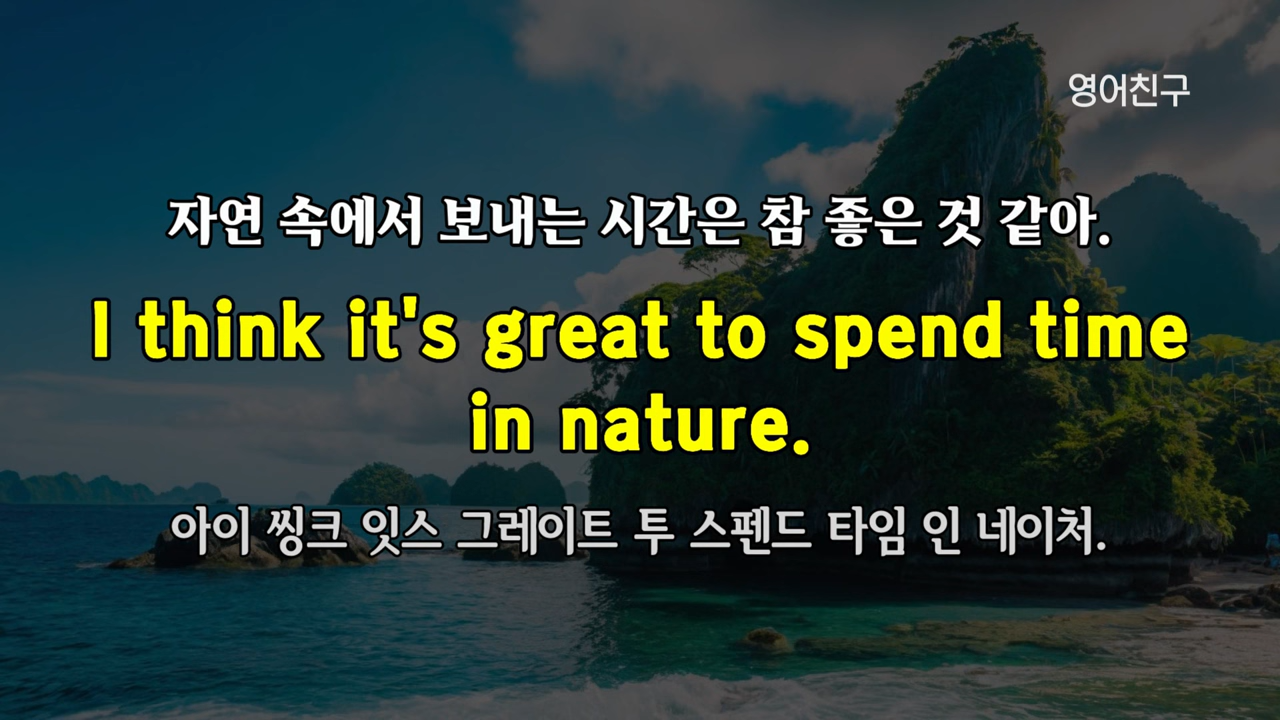 영어친구
자연 속에서 보내는 시간은 참 좋은 것 같아.
I think it's great to spend time
in nature.
아이 씽크 잇스 그레이트 투 스펜드 타임 인 네이처.